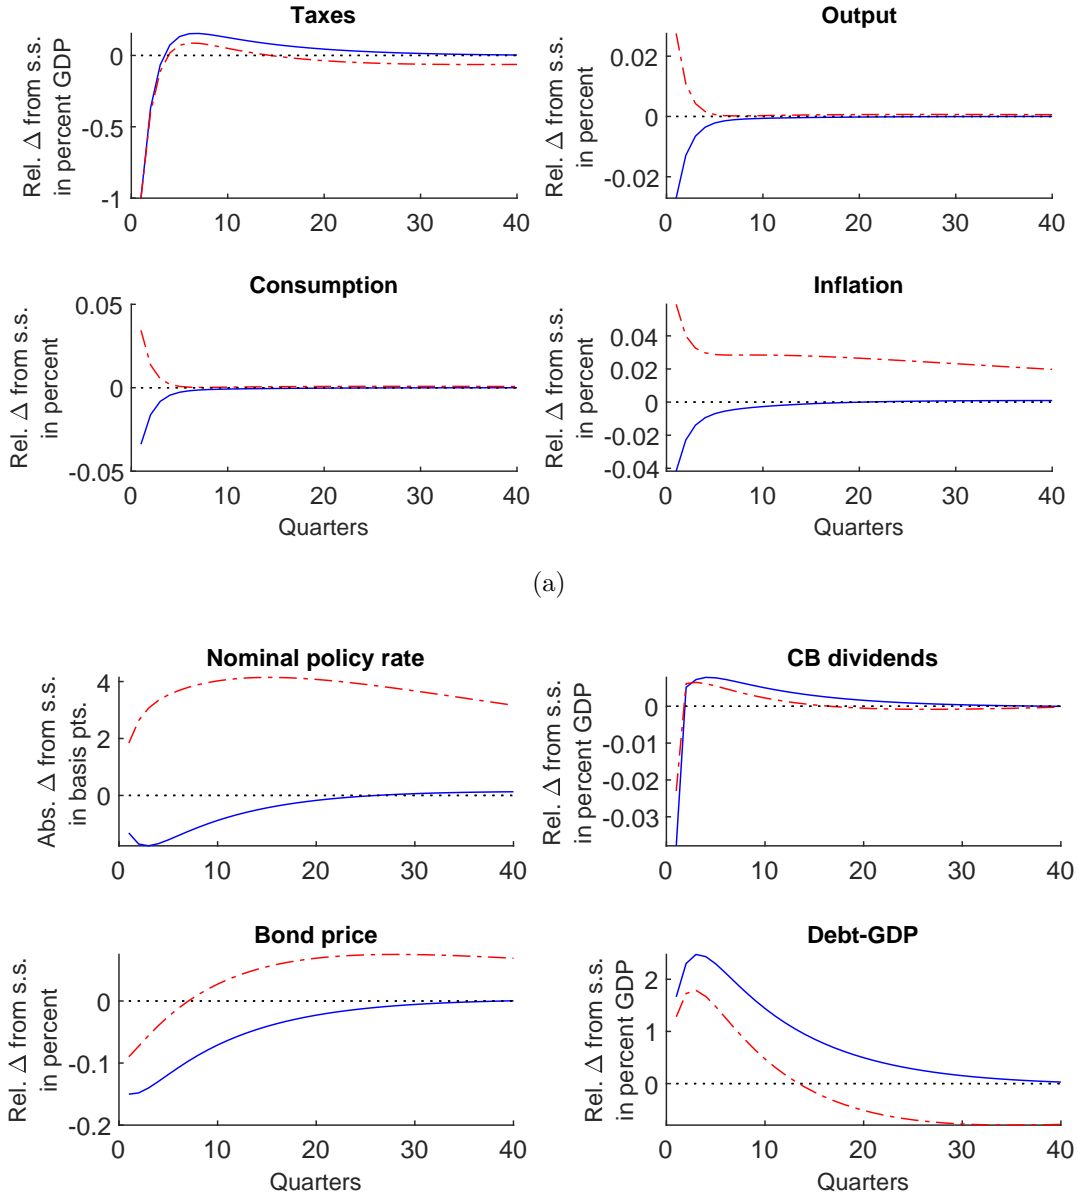 Taxes
Rel. Δ from s.s.
in percent GDP
0
-0.5
-1
0 10 20 30 40
Output
Rel. Δ from s.s.
in percent
0.02
0
-0.02
0 10 20 30 40
Consumption
Rel. Δ from s.s.
in percent
0.05
0
-0.05
0 10 20 30 40
Quarters
Inflation
Rel. Δ from s.s.
in percent
0.04
0.02
0
-0.02
-0.04
0 10 20 30 40
Quarters
(a)
Nominal policy rate
Abs. Δ from s.s.
in basis pts.
4
2
0
0 10 20 30 40
CB dividends
Rel. Δ from s.s.
in percent GDP
0
-0.01
-0.02
-0.03
0 10 20 30 40
Bond price
Rel. Δ from s.s.
in percent
0
-0.1
-0.2
0 10 20 30 40
Quarters
Debt-GDP
Rel. Δ from s.s.
in percent GDP
2
1
0
0 10 20 30 40
Quarters